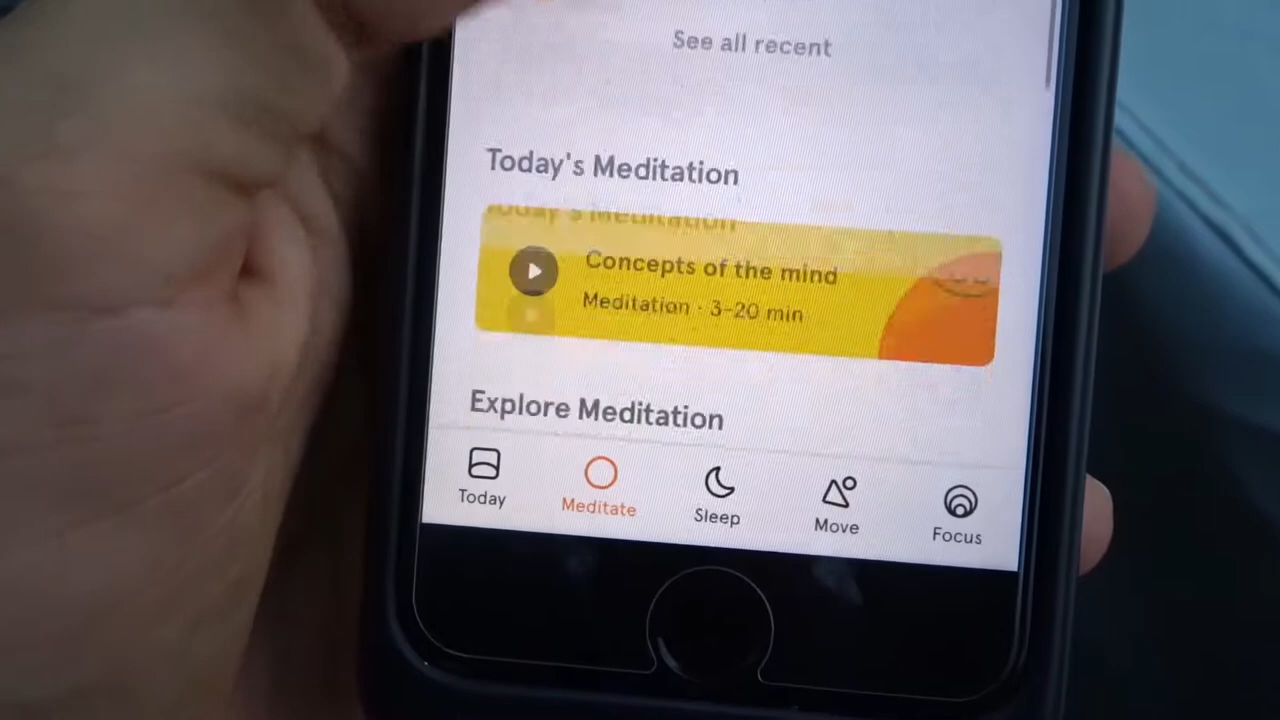 See all recent
Today's Meditation
Today's Meditation
Concepts of the mind
Meditation · 3-20 min
Explore Meditation
Today
Meditate
Sleep
Move
Focus